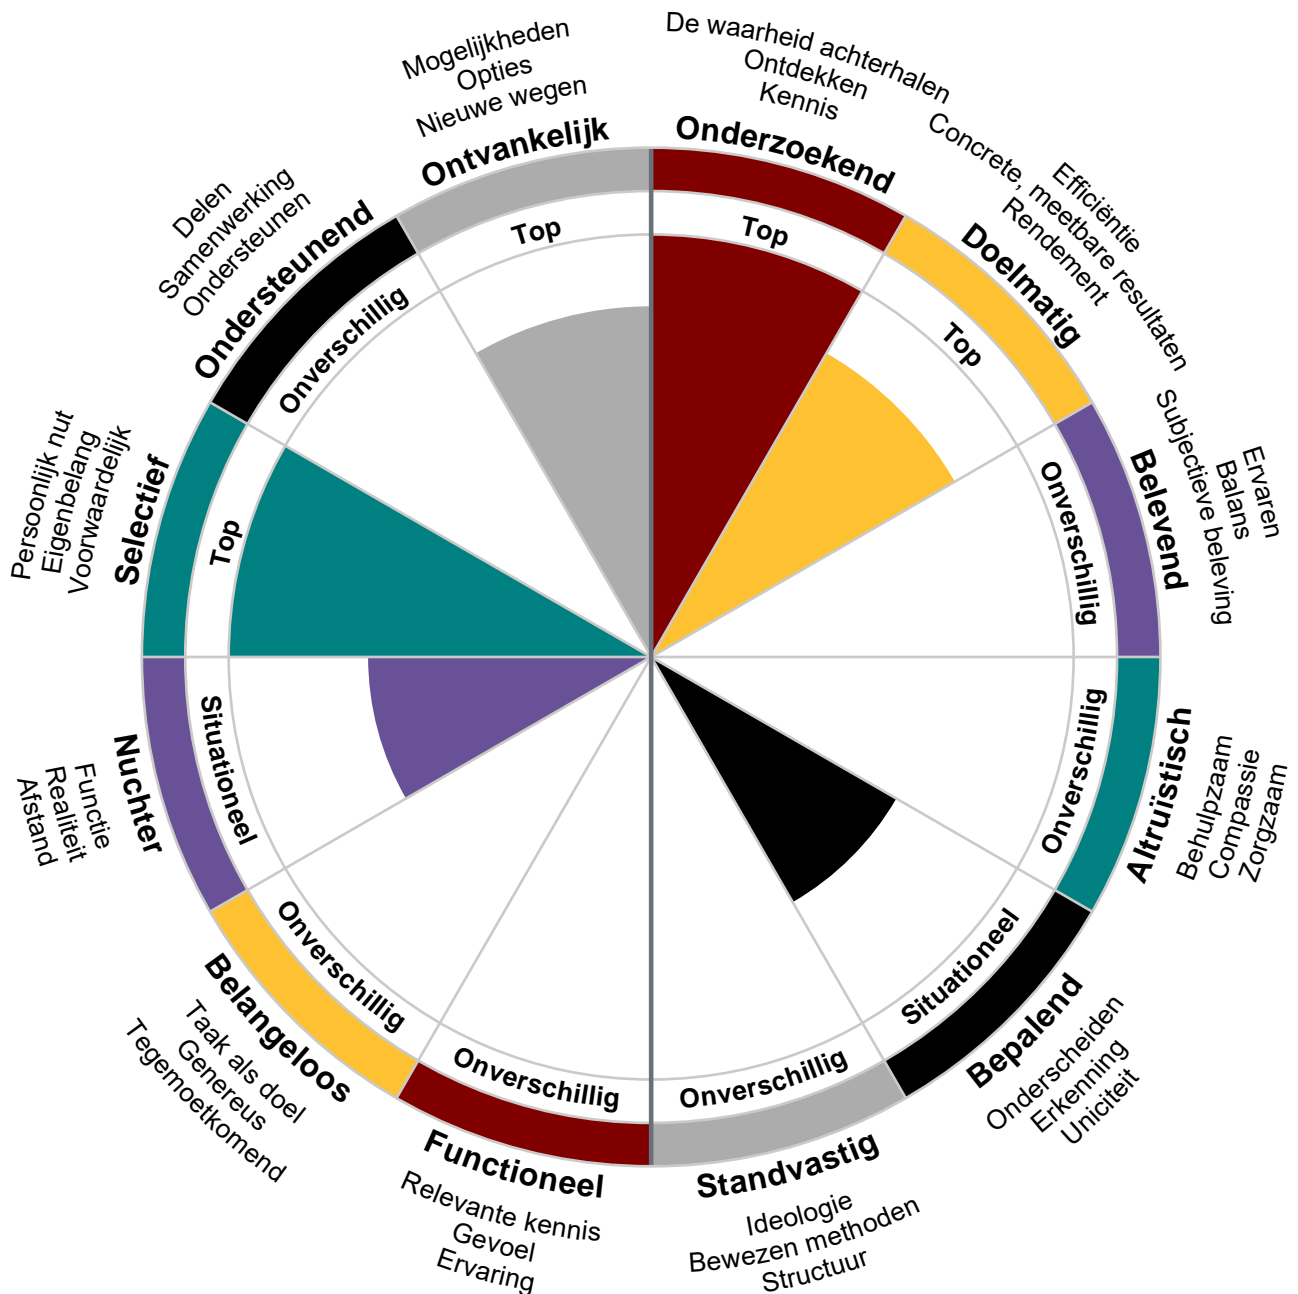 De waarheid achterhalen
Ontdekken
Kennis
Onderzoekend
Top
Efficiëntie
Concrete, meetbare resultaten
Rendement
Doelmatig
Top
Ervaren
Balans
Subjectieve beleving
Belevend
Onverschillig
Altruïstisch
Onverschillig
Behulpzaam
Compassie
Zorgzaam
Situationeel
Bepalend
Onderscheiden
Erkenning
Uniciteit
Onverschillig
Standvastig
Ideologie
Bewezen methoden
Structuur
Onverschillig
Functioneel
Relevante kennis
Gevoel
Ervaring
Onverschillig
Belangeloos
Taak als doel
Genereus
Tegemoetkomend
Situationeel
Nuchter
Functie
Realiteit
Afstand
Persoonlijk nut
Eigenbelang
Voorwaardelijk
Selectief
Top
Delen
Samenwerking
Ondersteunen
Ondersteunend
Onverschillig
Mogelijkheden
Opties
Nieuwe wegen
Ontvankelijk
Top